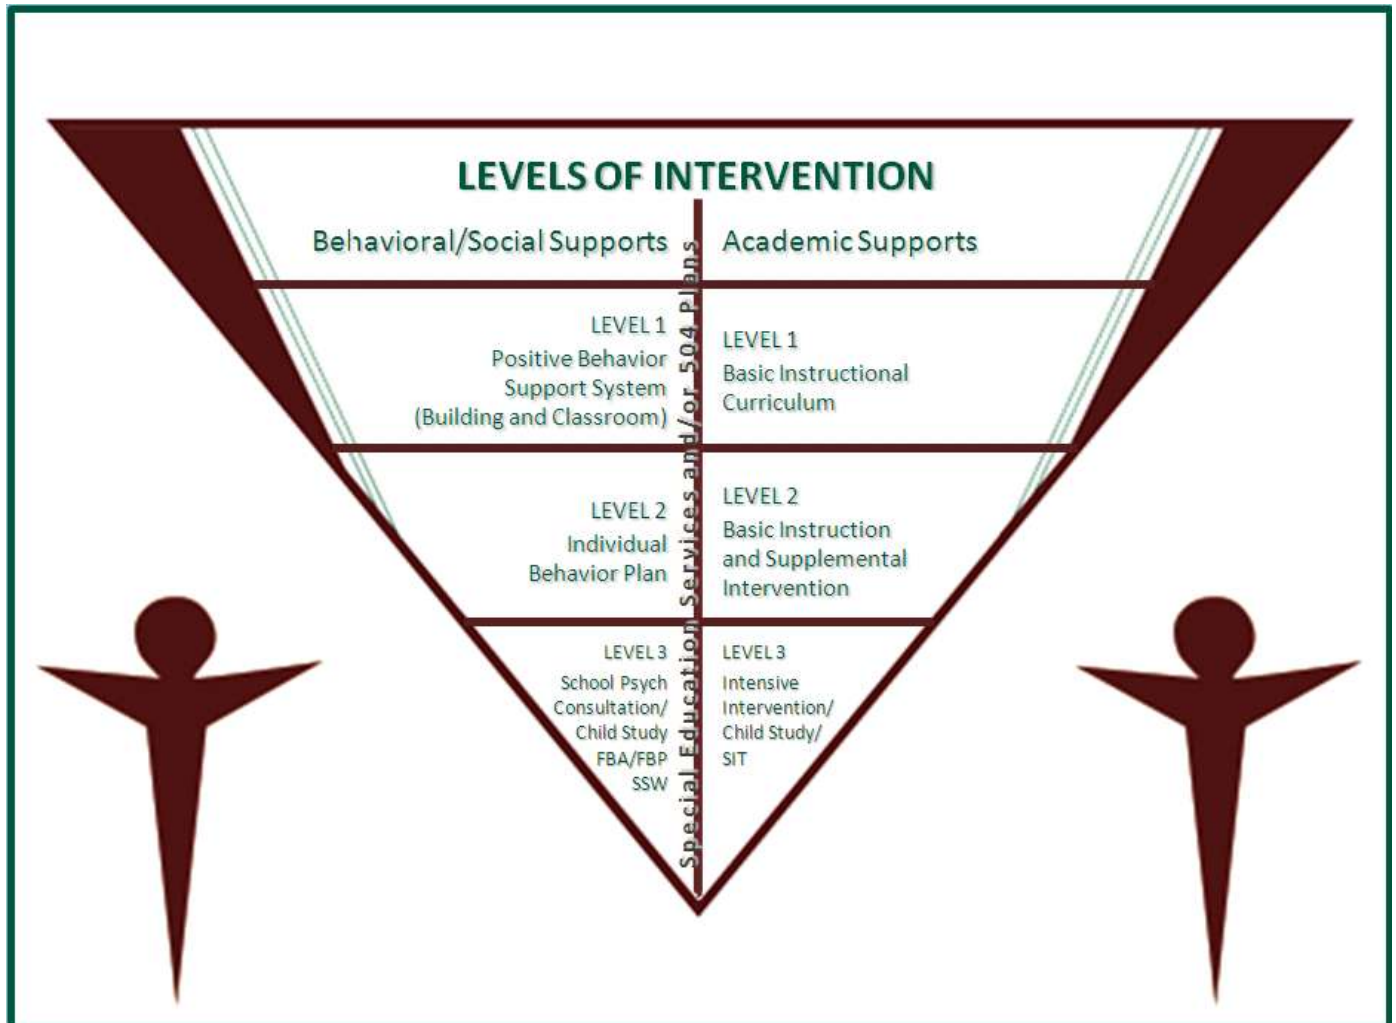 LEVELS OF INTERVENTION
Behavioral/Social Supports
Academic Supports
LEVEL 1
Positive Behavior
Support System
(Building and Classroom)
LEVEL 1
Basic Instructional
Curriculum
LEVEL 2
Individual
Behavior Plan
LEVEL 2
Basic Instruction
and Supplemental
Intervention
LEVEL 3
School Psych
Consultation/
Child Study
FBA/FBP
SSW
LEVEL 3
Intensive
Intervention/
Child Study/
SIT
Special Education Services and/or 504 Plans